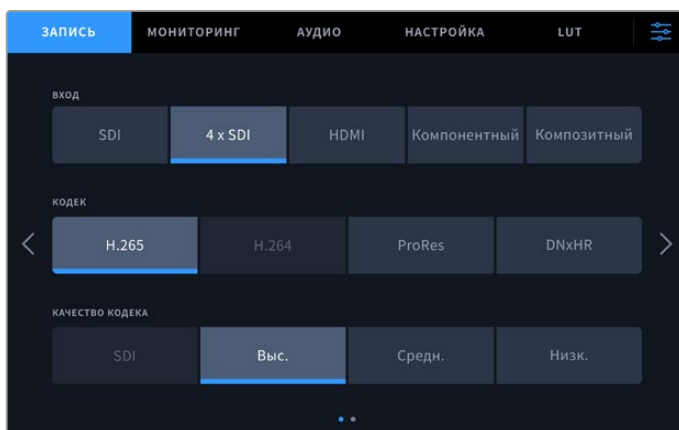 ЗАПИСЬ МОНИТОРИНГ АУДИО НАСТРОЙКА LUT
ВХОД
SDI 4 x SDI HDMI Компонентный Композитный
КОДЕК
H.265 H.264 ProRes DNxHR
КАЧЕСТВО КОДЕКА
SDI Выс. Средн. Низк.